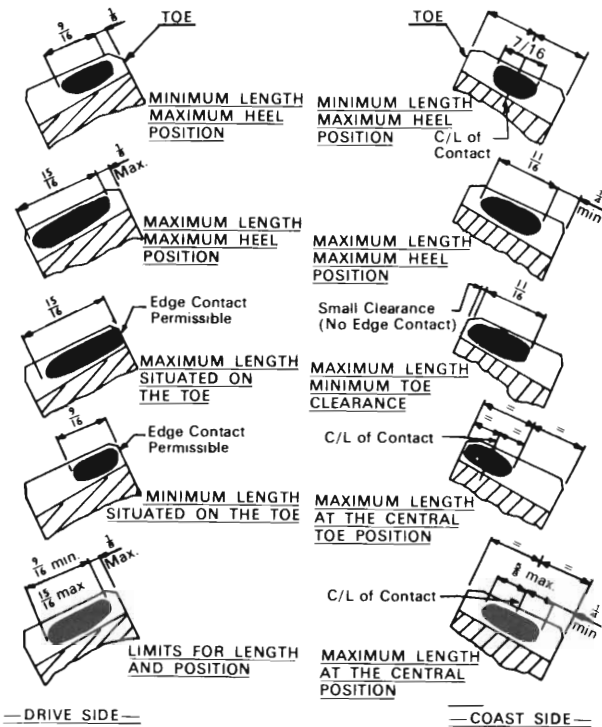 9/16
1/8
TOE
MINIMUM LENGTH
MAXIMUM HEEL
POSITION
15/16
1/8
Max.
MAXIMUM LENGTH
MAXIMUM HEEL
POSITION
15/16
Edge Contact
Permissible
MAXIMUM LENGTH
SITUATED ON
THE TOE
9/16
Edge Contact
Permissible
MINIMUM LENGTH
SITUATED ON THE TOE
9/16 min.
1/8
Max.
15/16 max
LIMITS FOR LENGTH
AND POSITION
—DRIVE SIDE—
TOE
7/16
MINIMUM LENGTH
MAXIMUM HEEL
POSITION
C/L of
Contact
11/16
1/4
min
MAXIMUM LENGTH
MAXIMUM HEEL
POSITION
11/16
Small Clearance
(No Edge Contact)
MAXIMUM LENGTH
MINIMUM TOE
CLEARANCE
= =
= 
C/L of Contact
MAXIMUM LENGTH
AT THE CENTRAL
TOE POSITION
= =
max.
C/L of Contact
1/4
min
MAXIMUM LENGTH
AT THE CENTRAL
POSITION
—COAST SIDE—